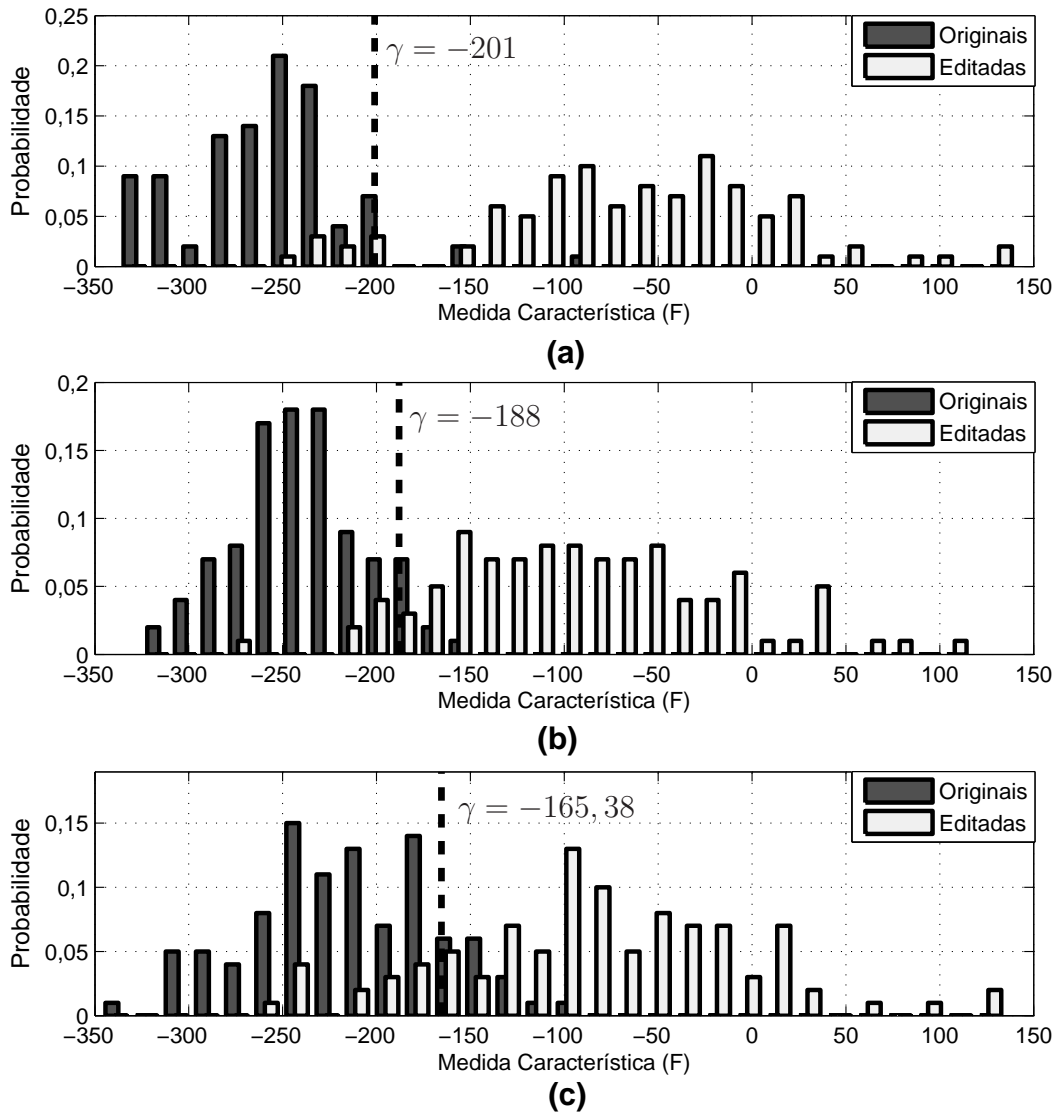 0,25
0,2
0,15
0,1
0,05
0
Probabilidade
γ = −201
Originais
Editadas
−350 −300 −250 −200 −150 −100 −50 0 50 100 150
Medida Característica (F)
(a)
0,2
0,15
0,1
0,05
0
Probabilidade
γ = −188
Originais
Editadas
−350 −300 −250 −200 −150 −100 −50 0 50 100 150
Medida Característica (F)
(b)
0,15
0,1
0,05
0
Probabilidade
γ = −165, 38
Originais
Editadas
−350 −300 −250 −200 −150 −100 −50 0 50 100 150
Medida Característica (F)
(c)